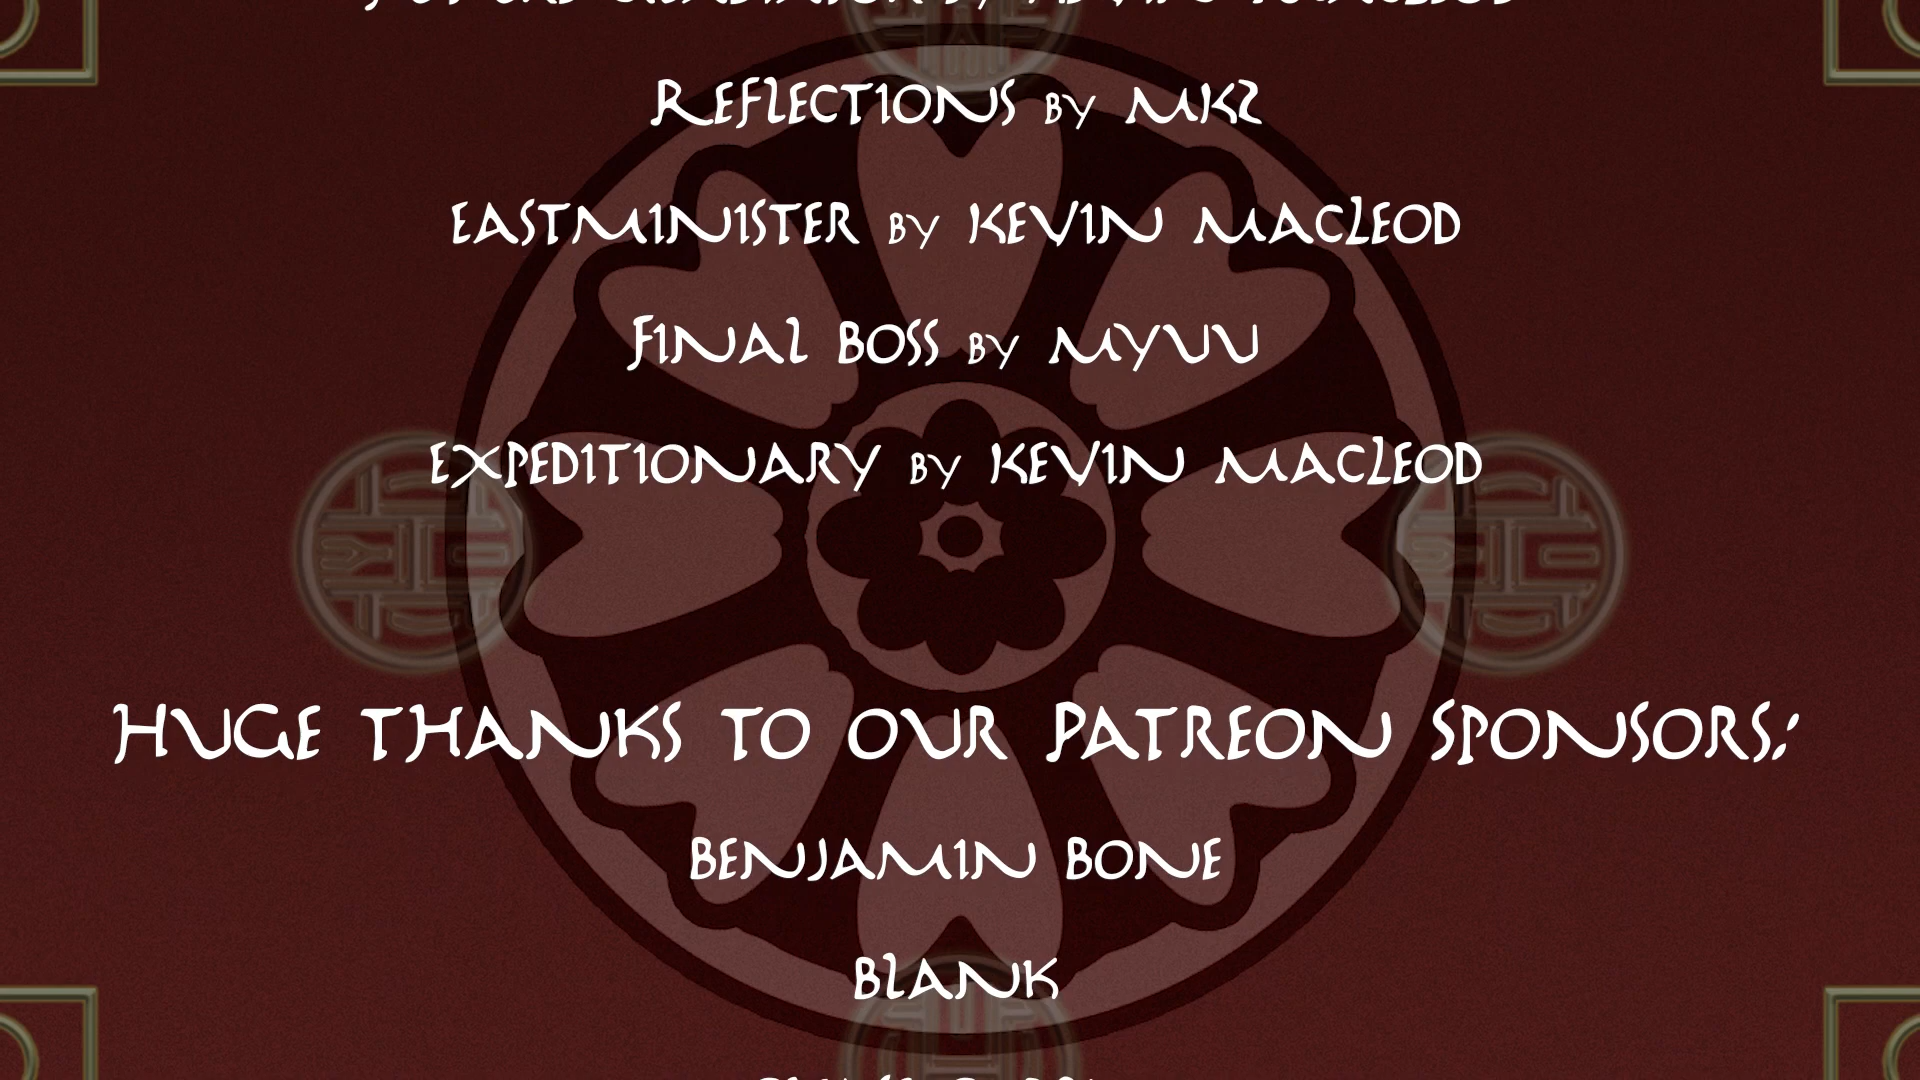 Reflections by MK2
Eastminister by Kevin MacLeod
Final Boss by Myuu
Expeditionary by Kevin MacLeod
Huge thanks to our Patreon sponsors:
Benjamin Bone
Blank